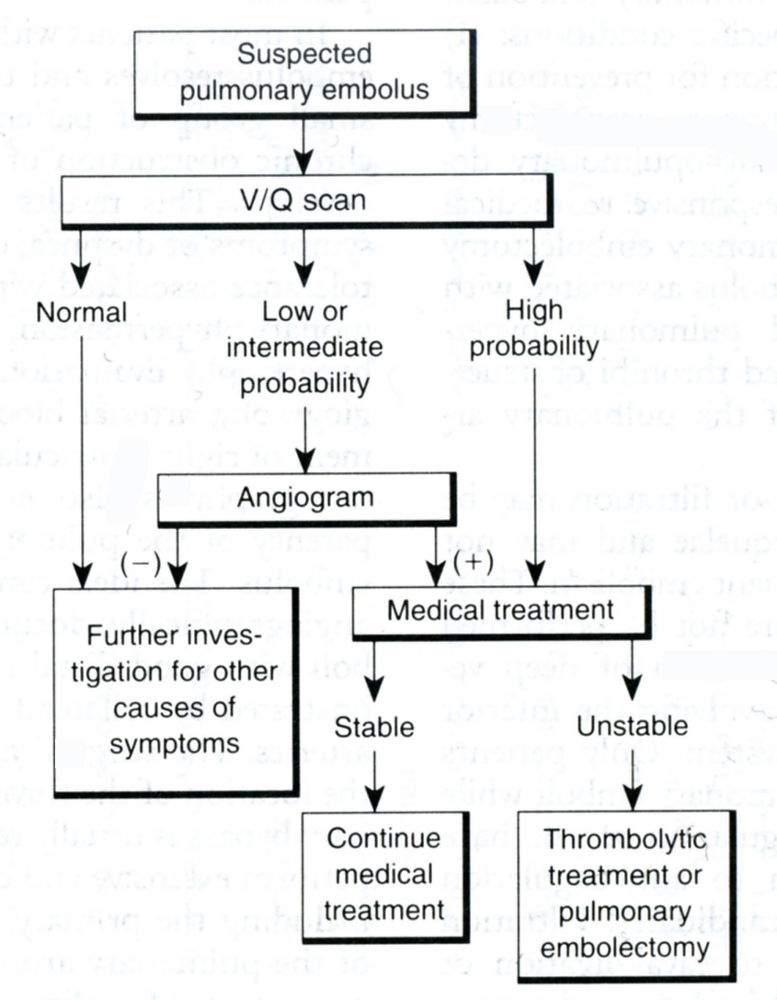 Suspected
pulmonary embolus
V/Q scan
Normal
Low or
intermediate
probability
High
probability
Angiogram
(−)
(+)
Further inves-
tigation for other
causes of
symptoms
Medical treatment
Stable
Unstable
Continue
medical
treatment
Thrombolytic
treatment or
pulmonary
embolectomy